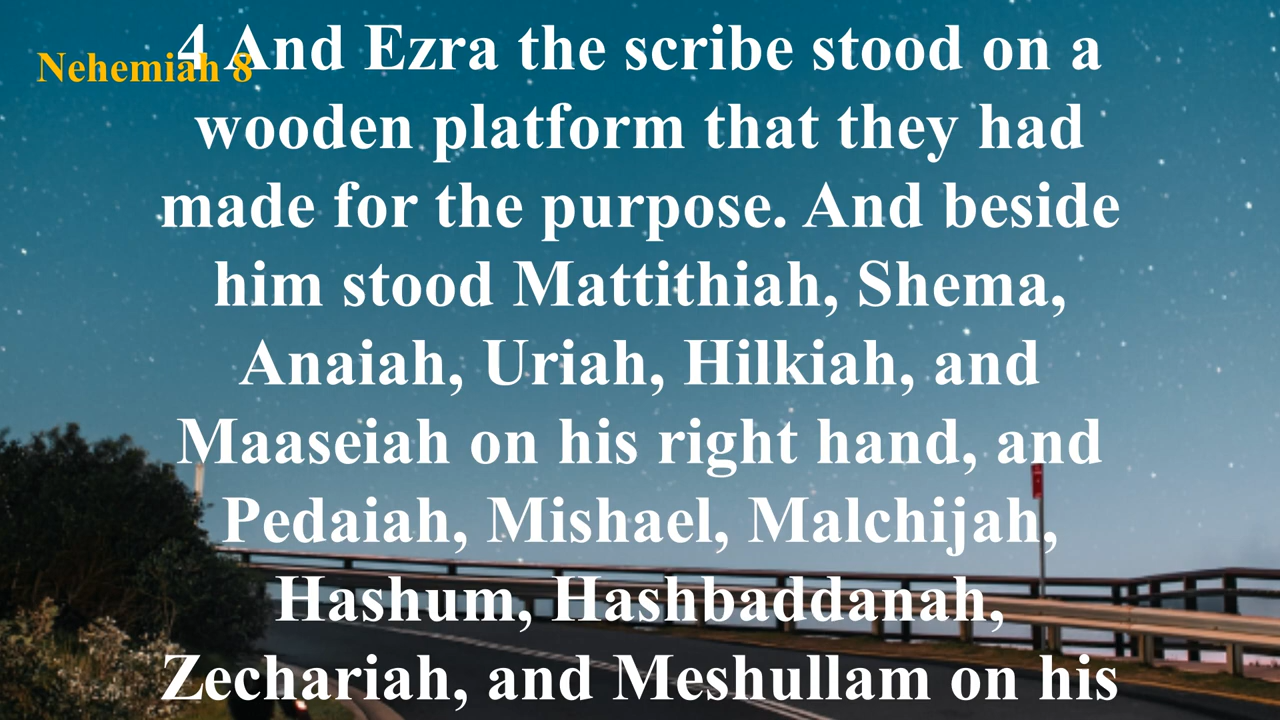 Nehemiah 8
4 And Ezra the scribe stood on a
wooden platform that they had
made for the purpose. And beside
him stood Mattithiah, Shema,
Anaiah, Uriah, Hilkiah, and
Maaseiah on his right hand, and
Pedaiah, Mishael, Malchijah,
Hashum, Hashbaddanah,
Zechariah, and Meshullam on his